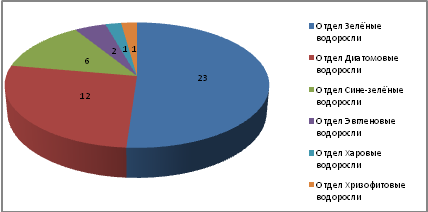 23
12
6
2
1
1
Отдел Зелёные
водоросли
Отдел Диатомовые
водоросли
Отдел Сине-зелёные
водоросли
Отдел Эвгленовые
водоросли
Отдел Харовые
водоросли
Отдел Хризофитовые
водоросли